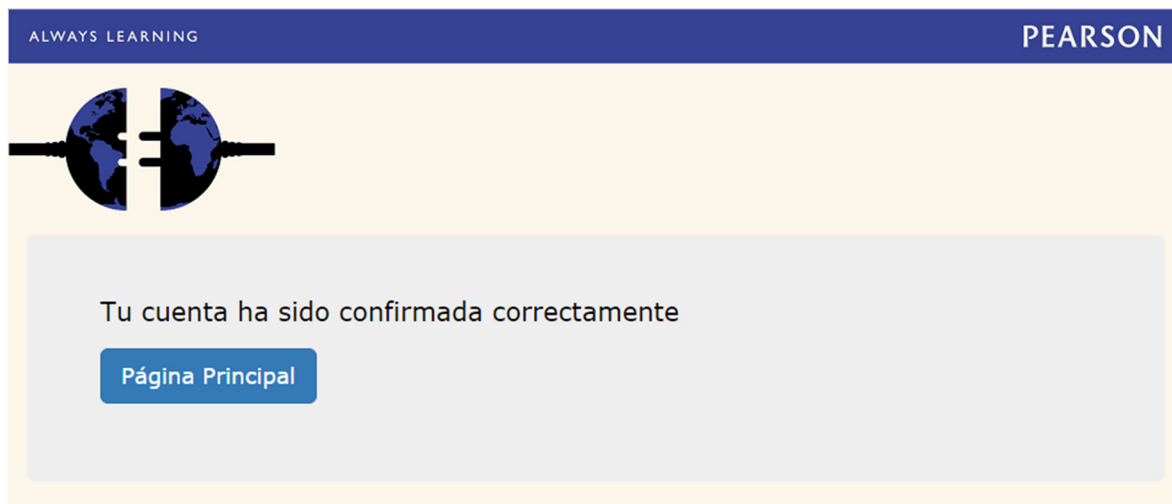 ALWAYS LEARNING
PEARSON
Tu cuenta ha sido confirmada correctamente
Página Principal